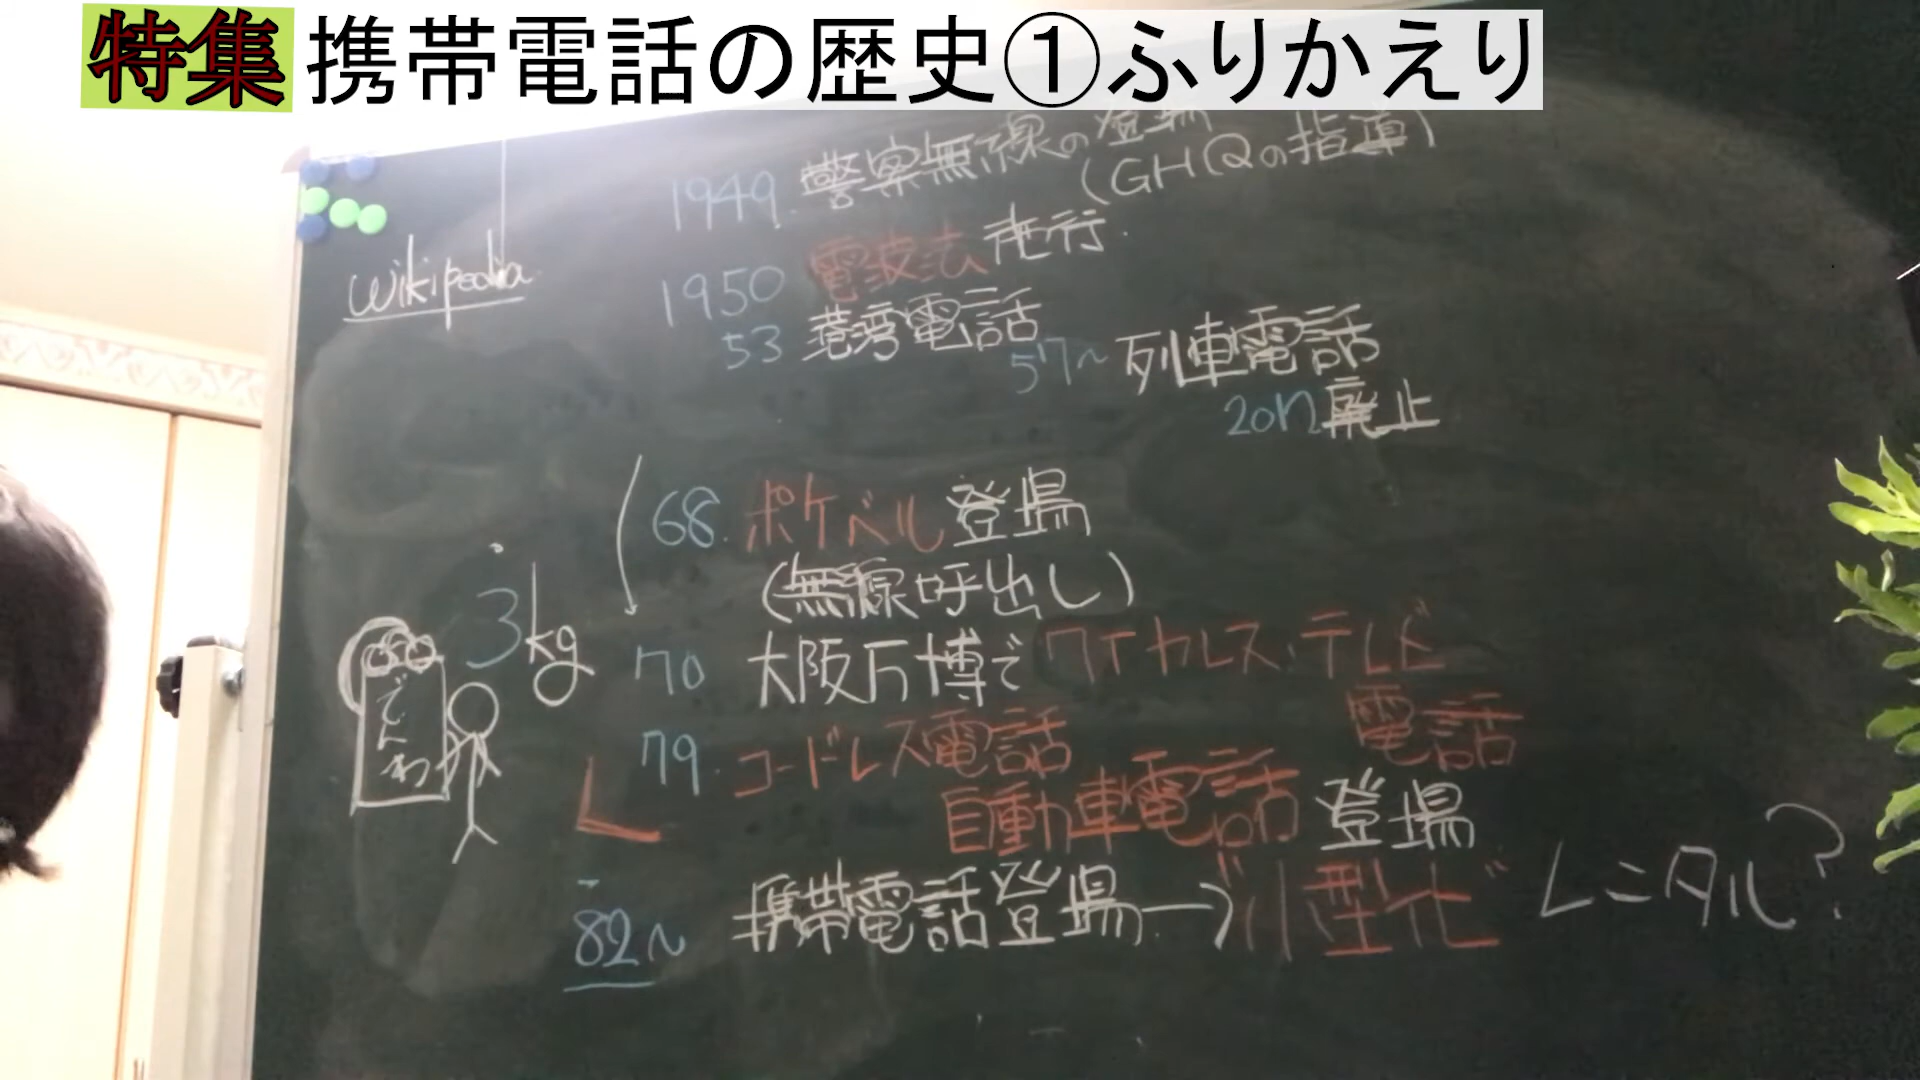 特集 携帯電話の歴史①ふりかえり
1949. 警察無線の登場
(GHQの指導)
wikipedia
1950 電波法施行.
53 港湾電話 57~ 列車電話
20n廃止
68. ポケベル登場
(無線呼出し)
3kg
でんわ
70 大阪万博でワイヤレス・テレビ
電話
79. コードレス電話
自動車電話登場
82~ 携帯電話登場→小型化 レンタル?